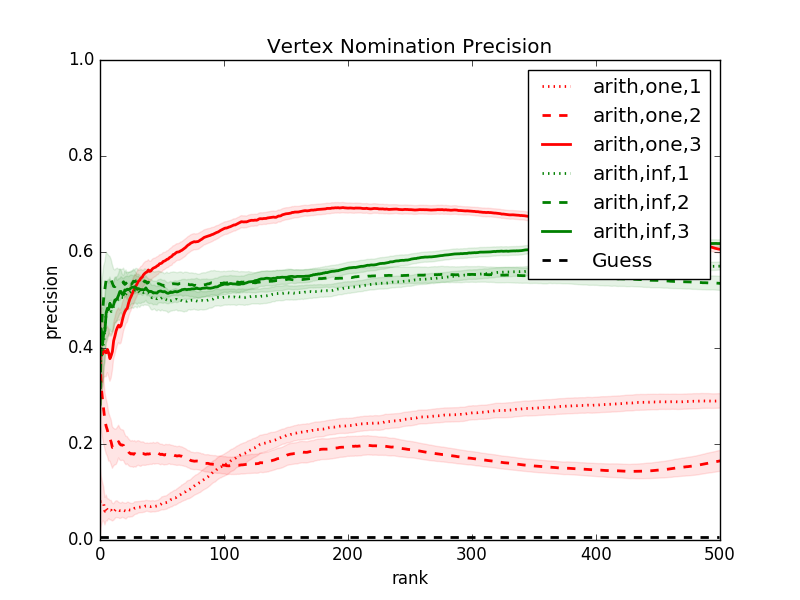 Vertex Nomination Precision
1.0
0.8
0.6
0.4
0.2
0.0
precision
0 100 200 300 400 500
rank
arith,one,1
arith,one,2
arith,one,3
arith,inf,1
arith,inf,2
arith,inf,3
Guess